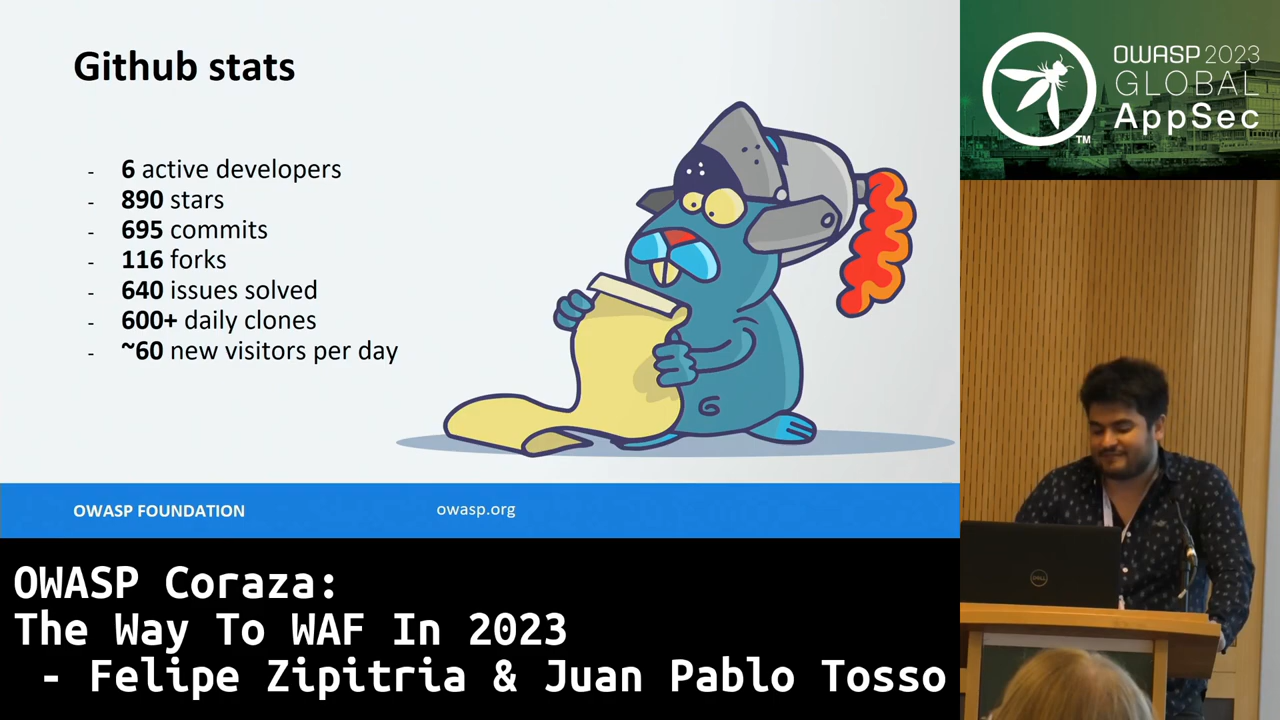 Github stats
- 6 active developers
- 890 stars
- 695 commits
- 116 forks
- 640 issues solved
- 600+ daily clones
- ~60 new visitors per day
OWASP FOUNDATION
owasp.org
OWASP 2023
GLOBAL
AppSec
TM
DELL
OWASP Coraza:
The Way To WAF In 2023
- Felipe Zipitria & Juan Pablo Tosso